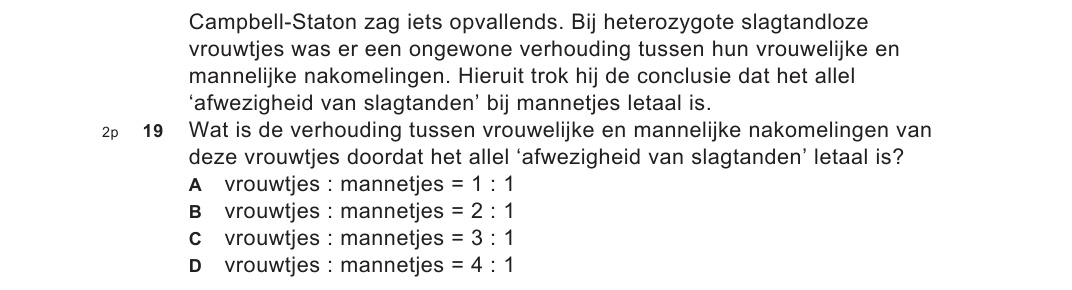 Campbell-Staton zag iets opvallends. Bij heterozygote slagtandloze
vrouwtjes was er een ongewone verhouding tussen hun vrouwelijke en
mannelijke nakomelingen. Hieruit trok hij de conclusie dat het allel
‘afwezigheid van slagtanden’ bij mannetjes letaal is.
2p 19 Wat is de verhouding tussen vrouwelijke en mannelijke nakomelingen van
deze vrouwtjes doordat het allel ‘afwezigheid van slagtanden’ letaal is?
A vrouwtjes : mannetjes = 1 : 1
B vrouwtjes : mannetjes = 2 : 1
C vrouwtjes : mannetjes = 3 : 1
D vrouwtjes : mannetjes = 4 : 1